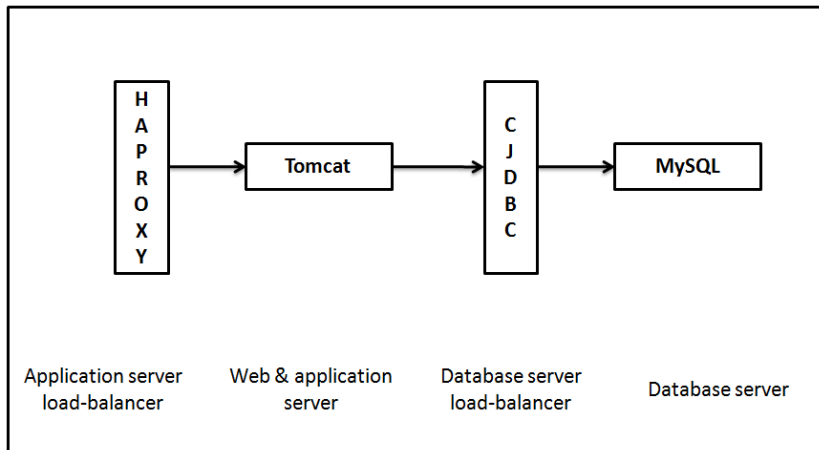 H
A
P
R
O
X
Y
Tomcat
C
J
D
B
C
MySQL
Application server
load-balancer
Web & application
server
Database server
load-balancer
Database server